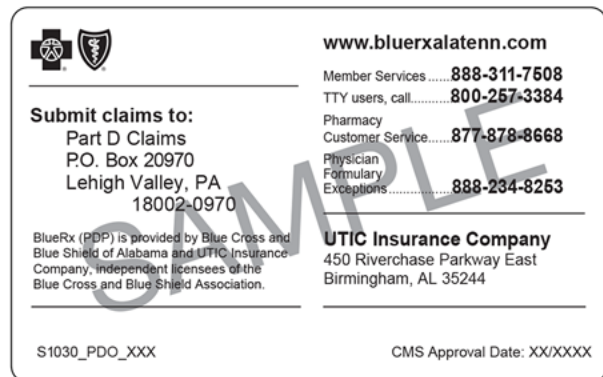 Submit claims to:
Part D Claims
P.O. Box 20970
Lehigh Valley, PA
18002-0970
BlueRx (PDP) is provided by Blue Cross and
Blue Shield of Alabama and UTIC Insurance
Company, independent licensees of the
Blue Cross and Blue Shield Association.
S1030_PDO_XXX
www.bluerxalatenn.com
Member Services ......888-311-7508
TTY users, call..........800-257-3384
Pharmacy
Customer Service.....877-878-8668
Physician
Formulary
Exceptions ...............888-234-8253
UTIC Insurance Company
450 Riverchase Parkway East
Birmingham, AL 35244
CMS Approval Date: XX/XXXX
SAMPLE